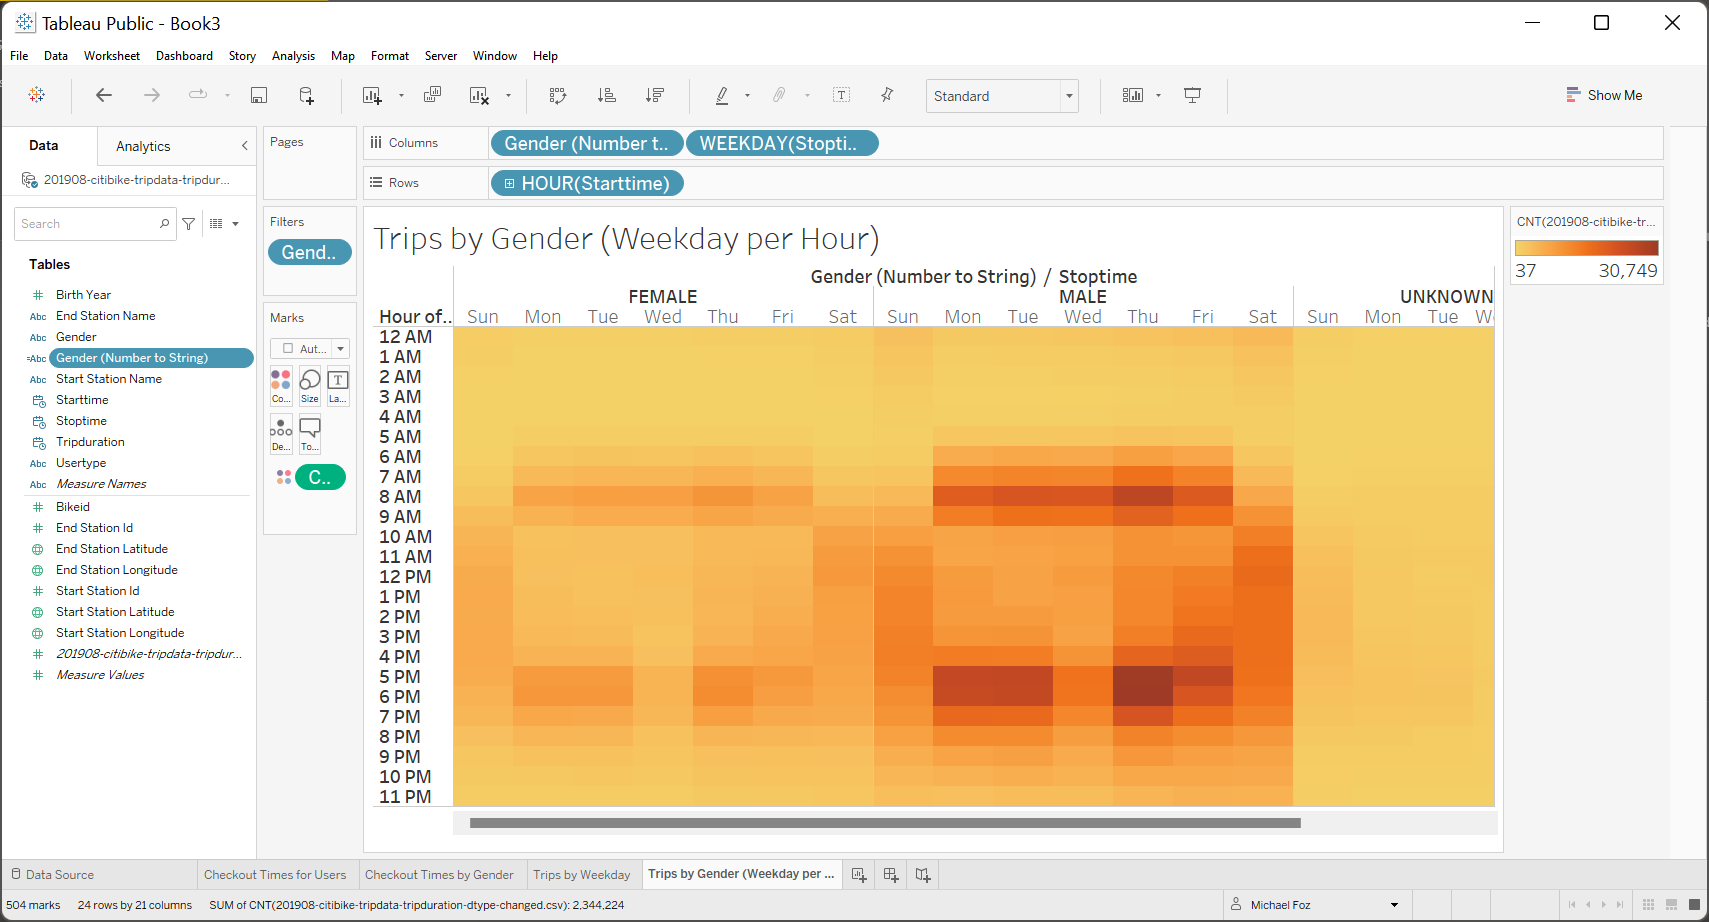 Tableau Public - Book3
File Data Worksheet Dashboard Story Analysis Map Format Server Window Help
Standard
Show Me
Data Analytics
201908-citibike-tripdata-tripdur...
Search
Tables
Birth Year
Abc End Station Name
Abc Gender
=Abc Gender (Number to String)
Abc Start Station Name
Starttime
Stoptime
Tripduration
Abc Usertype
Abc Measure Names
Bikeid
End Station Id
End Station Latitude
End Station Longitude
Start Station Id
Start Station Latitude
Start Station Longitude
201908-citibike-tripdata-tripdur...
Measure Values
Pages
Filters
Gend..
Marks
Aut...
Co... Size La...
De... To...
C..
Columns Gender (Number t.. WEEKDAY(Stopti..
Rows HOUR(Starttime)
Trips by Gender (Weekday per Hour)
Gender (Number to String) / Stoptime
FEMALE MALE UNKNOWN
Hour of.. Sun Mon Tue Wed Thu Fri Sat Sun Mon Tue Wed Thu Fri Sat Sun Mon Tue
12 AM
1 AM
2 AM
3 AM
4 AM
5 AM
6 AM
7 AM
8 AM
9 AM
10 AM
11 AM
12 PM
1 PM
2 PM
3 PM
4 PM
5 PM
6 PM
7 PM
8 PM
9 PM
10 PM
11 PM
CNT(201908-citibike-tr...
37 30,749
Data Source Checkout Times for Users Checkout Times by Gender Trips by Weekday Trips by Gender (Weekday per ...
504 marks 24 rows by 21 columns SUM of CNT(201908-citibike-tripdata-tripduration-dtype-changed.csv): 2,344,224
Michael Foz